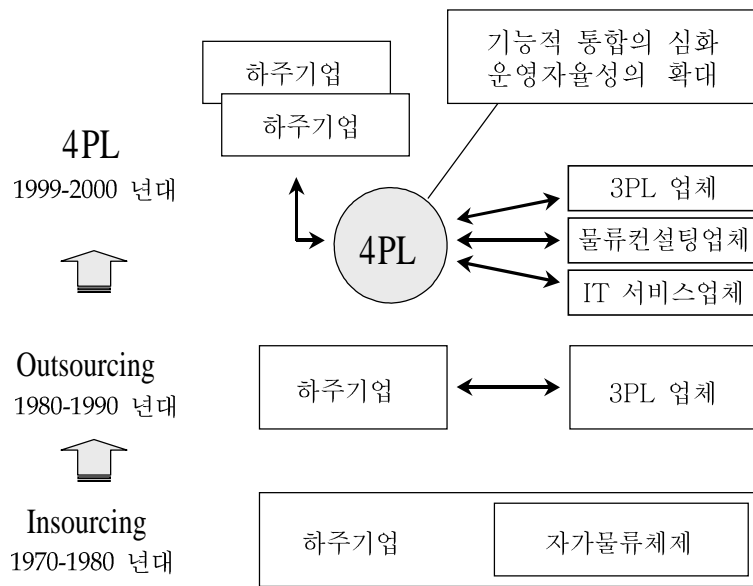 기능적 통합의 심화
운영자율성의 확대
하주기업
하주기업
4PL
1999-2000 년대
4PL
3PL 업체
물류컨설팅업체
IT 서비스업체
Outsourcing
1980-1990 년대
하주기업
3PL 업체
Insourcing
1970-1980 년대
하주기업
자가물류체제